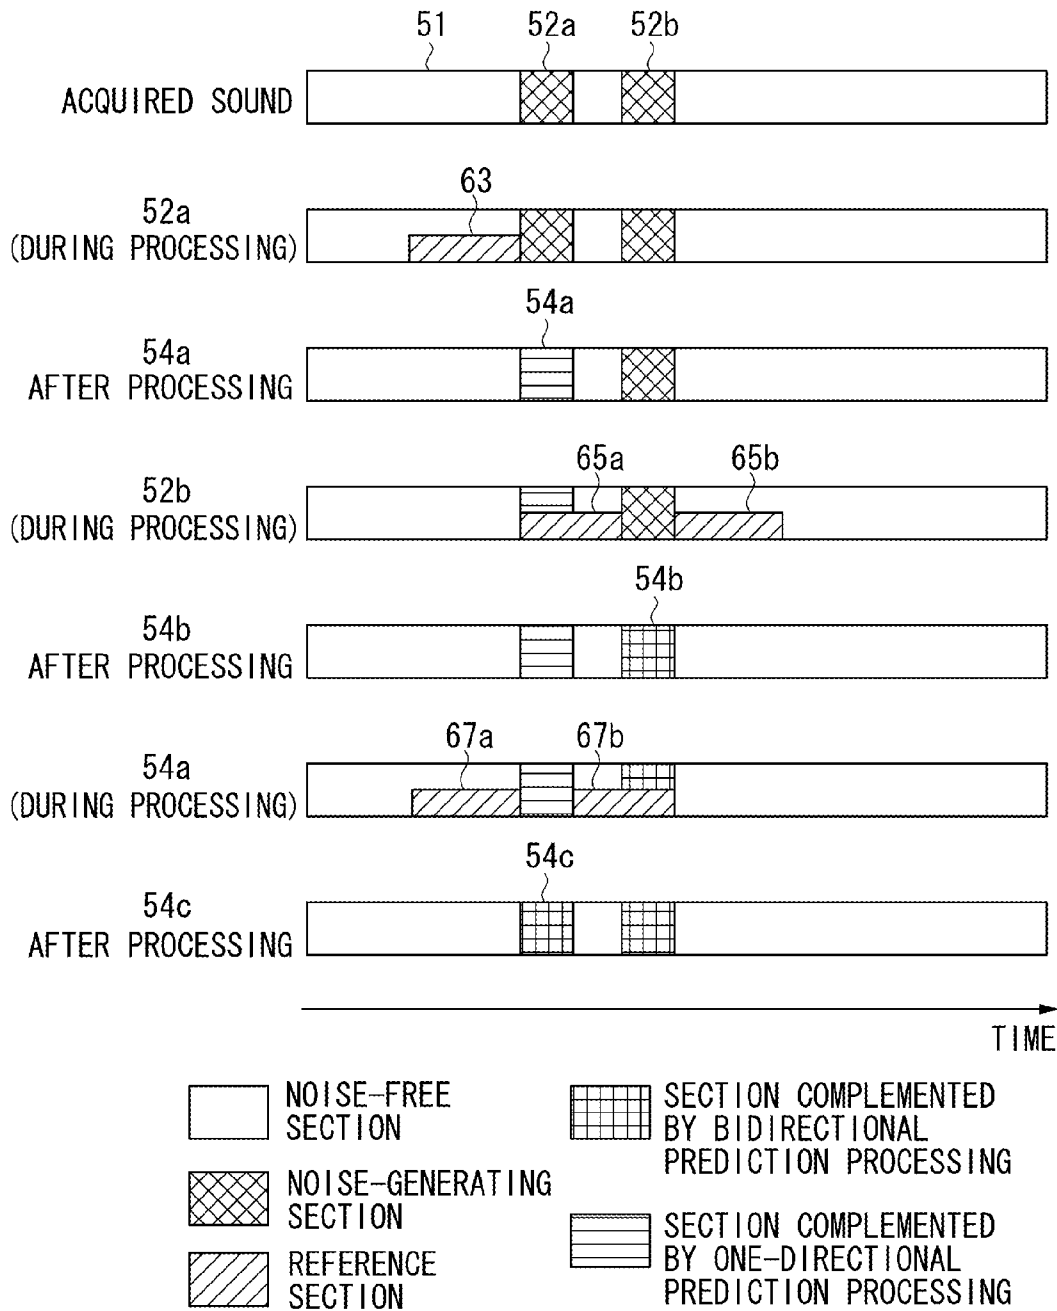 51 52a 52b
ACQUIRED SOUND
63
52a
(DURING PROCESSING)
54a
54a
AFTER PROCESSING
65a 65b
52b
(DURING PROCESSING)
54b
54b
AFTER PROCESSING
67a 67b
54a
(DURING PROCESSING)
54c
54c
AFTER PROCESSING
TIME
NOISE-FREE
SECTION
NOISE-GENERATING
SECTION
REFERENCE
SECTION
SECTION COMPLEMENTED
BY BIDIRECTIONAL
PREDICTION PROCESSING
SECTION COMPLEMENTED
BY ONE-DIRECTIONAL
PREDICTION PROCESSING